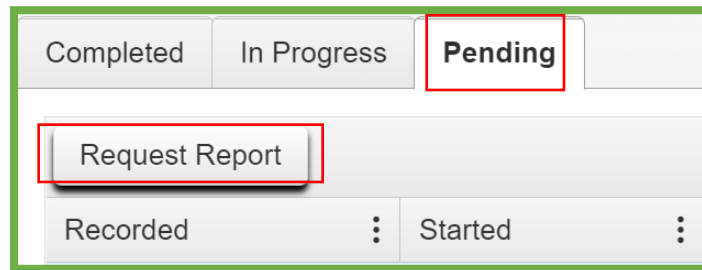 Completed In Progress Pending
Request Report
Recorded Started